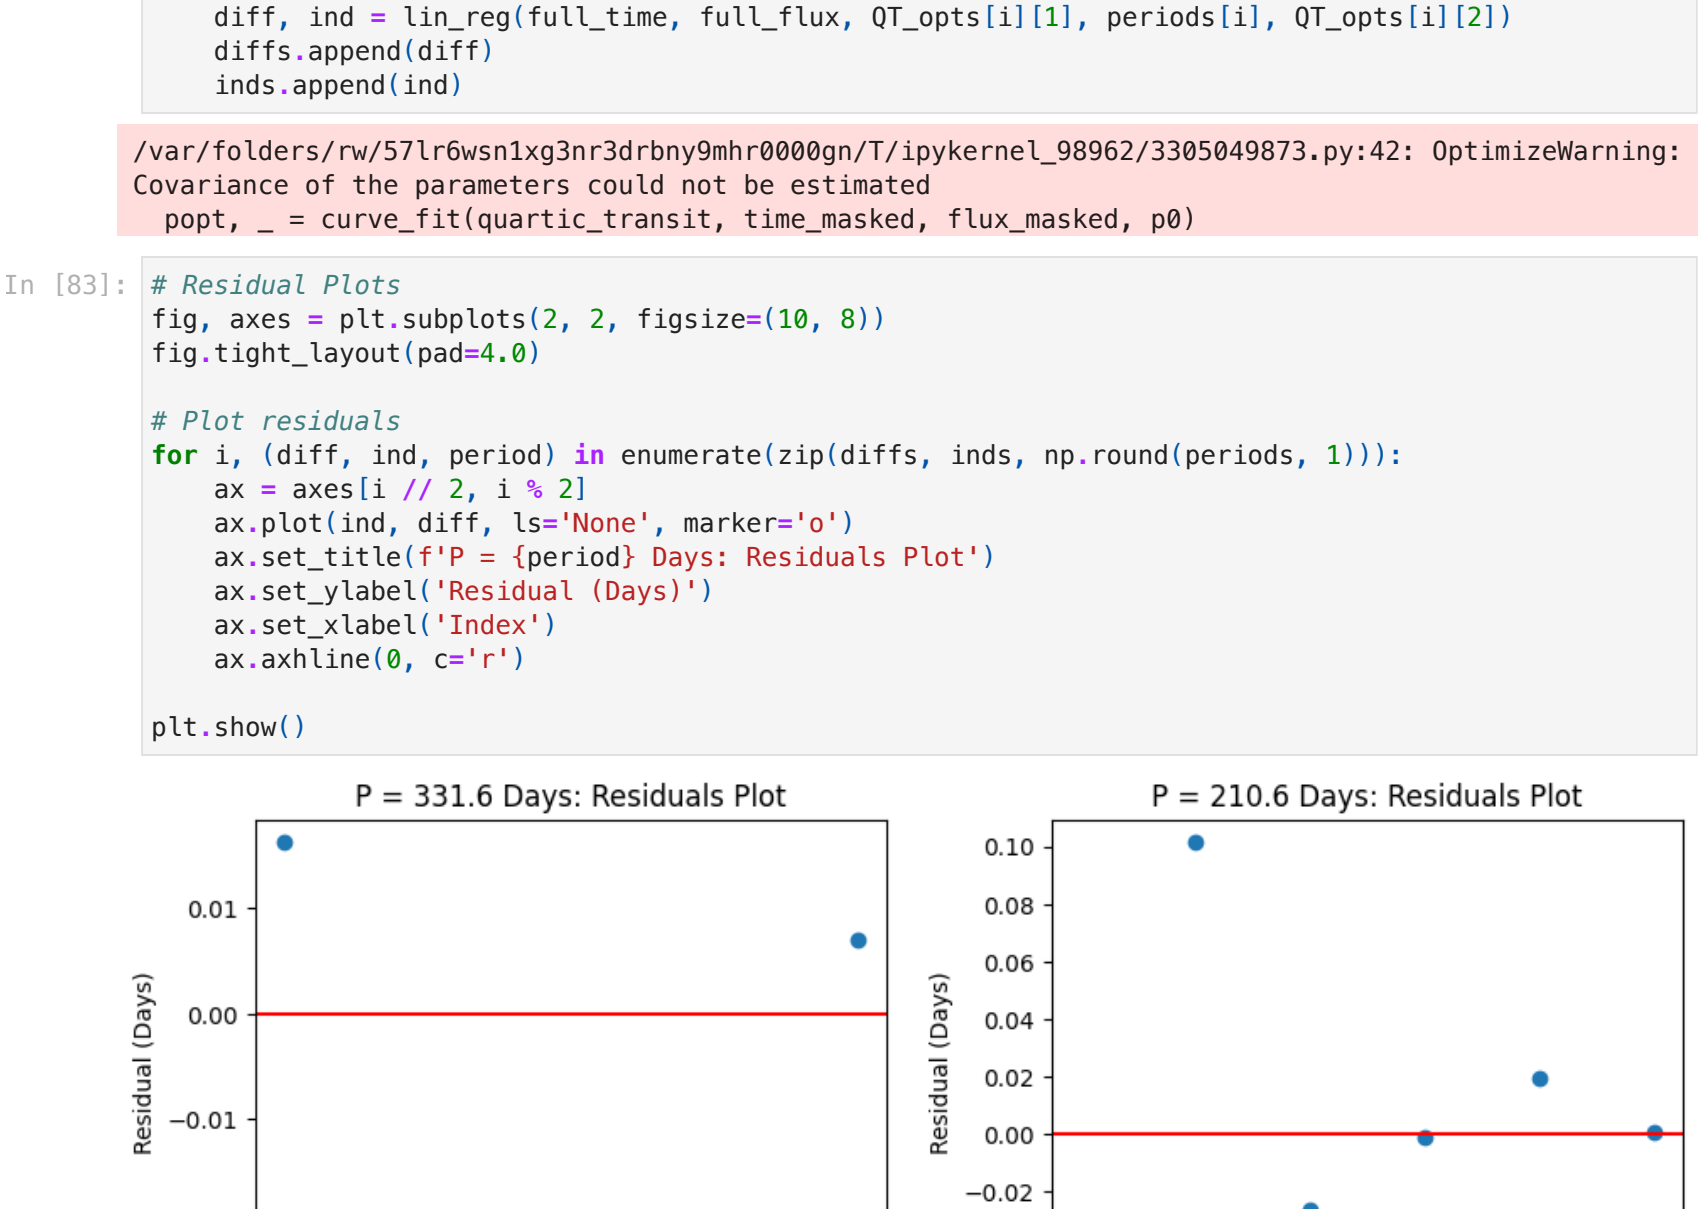 diff, ind = lin_reg(full_time, full_flux, QT_opts[i][1], periods[i], QT_opts[i][2])
    diffs.append(diff)
    inds.append(ind)
/var/folders/rw/57lr6wsn1xg3nr3drbny9mhr0000gn/T/ipykernel_98962/3305049873.py:42: OptimizeWarning:
Covariance of the parameters could not be estimated
  popt, _ = curve_fit(quartic_transit, time_masked, flux_masked, p0)
In [83]:
# Residual Plots
fig, axes = plt.subplots(2, 2, figsize=(10, 8))
fig.tight_layout(pad=4.0)
# Plot residuals
for i, (diff, ind, period) in enumerate(zip(diffs, inds, np.round(periods, 1))):
    ax = axes[i // 2, i % 2]
    ax.plot(ind, diff, ls='None', marker='o')
    ax.set_title(f'P = {period} Days: Residuals Plot')
    ax.set_ylabel('Residual (Days)')
    ax.set_xlabel('Index')
    ax.axhline(0, c='r')
plt.show()
P = 331.6 Days: Residuals Plot
0.01
0.00
−0.01
Residual (Days)
P = 210.6 Days: Residuals Plot
0.10
0.08
0.06
0.04
0.02
0.00
−0.02
Residual (Days)